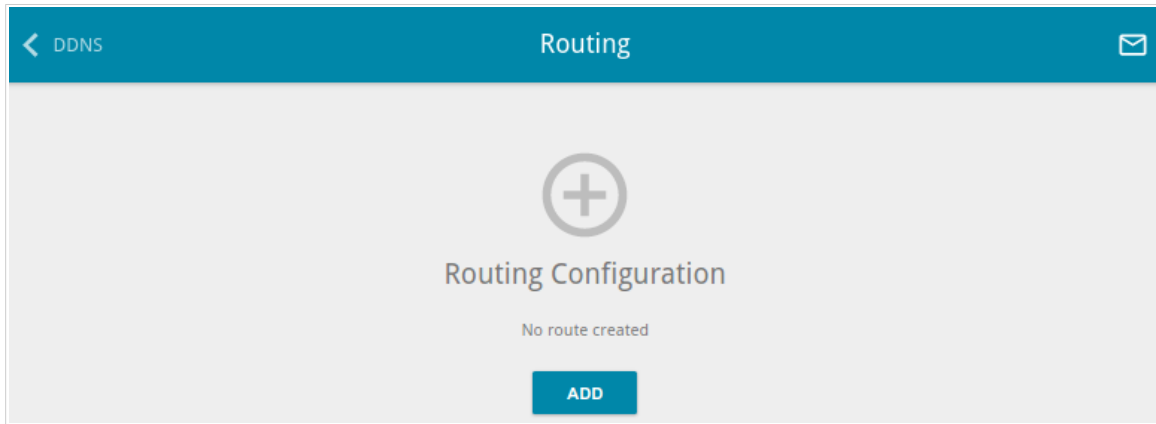 DDNS
Routing
Routing Configuration
No route created
ADD